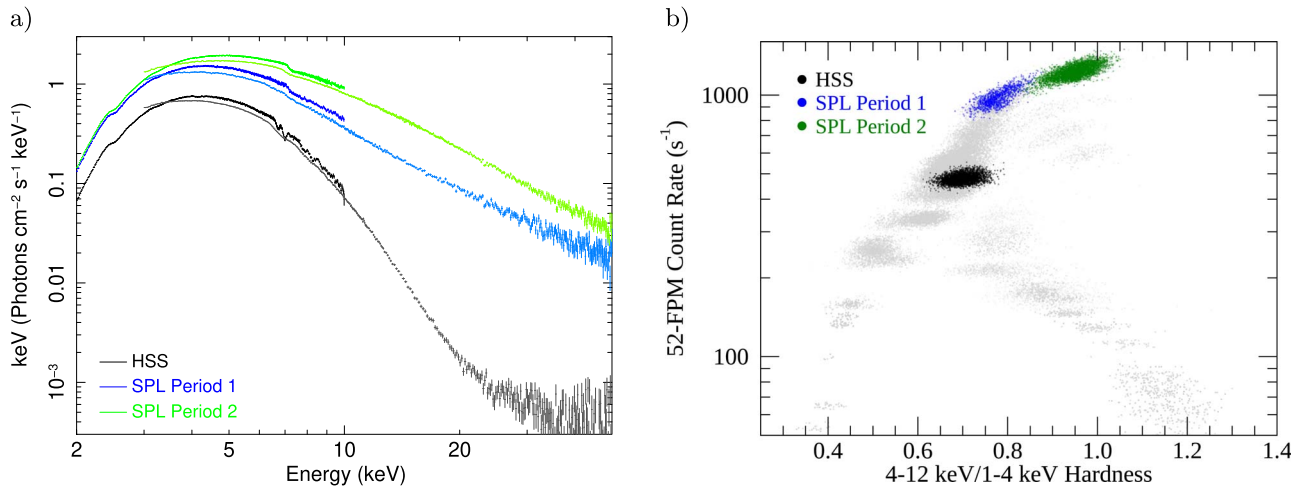 a)
keV (Photons cm⁻² s⁻¹ keV⁻¹)
1
0.1
0.01
10⁻³
HSS
SPL Period 1
SPL Period 2
2
5
10
20
Energy (keV)
b)
52-FPM Count Rate (s⁻¹)
1000
100
HSS
SPL Period 1
SPL Period 2
0.4
0.6
0.8
1.0
1.2
1.4
4-12 keV/1-4 keV Hardness